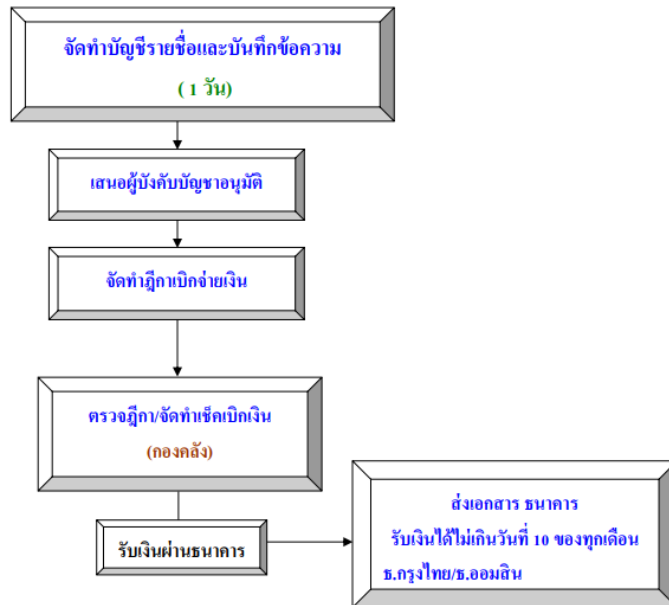 จัดทำบัญชีรายชื่อและบันทึกข้อความ
( 1 วัน)
เสนอผู้บังคับบัญชาอนุมัติ
จัดทำฎีกาเบิกจ่ายเงิน
ตรวจฎีกา/จัดทำเช็คเบิกเงิน
(กองคลัง)
รับเงินผ่านธนาคาร
ส่งเอกสาร ธนาคาร
รับเงินได้ไม่เกินวันที่ 10 ของทุกเดือน
ธ.กรุงไทย/ธ.ออมสิน